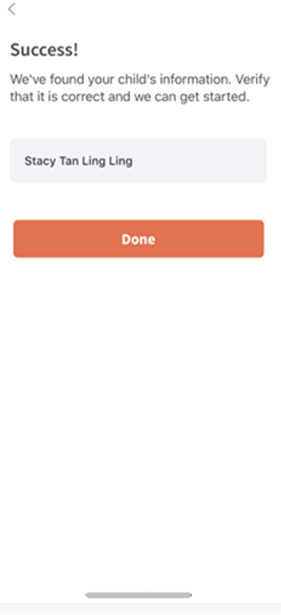 Success!
We've found your child's information. Verify
that it is correct and we can get started.
Stacy Tan Ling Ling
Done